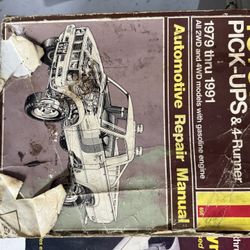 PICK-UPS & 4-Runner
1979 thru 1991
All 2WD and 4WD models with gasoline engine
Automotive Repair Manual